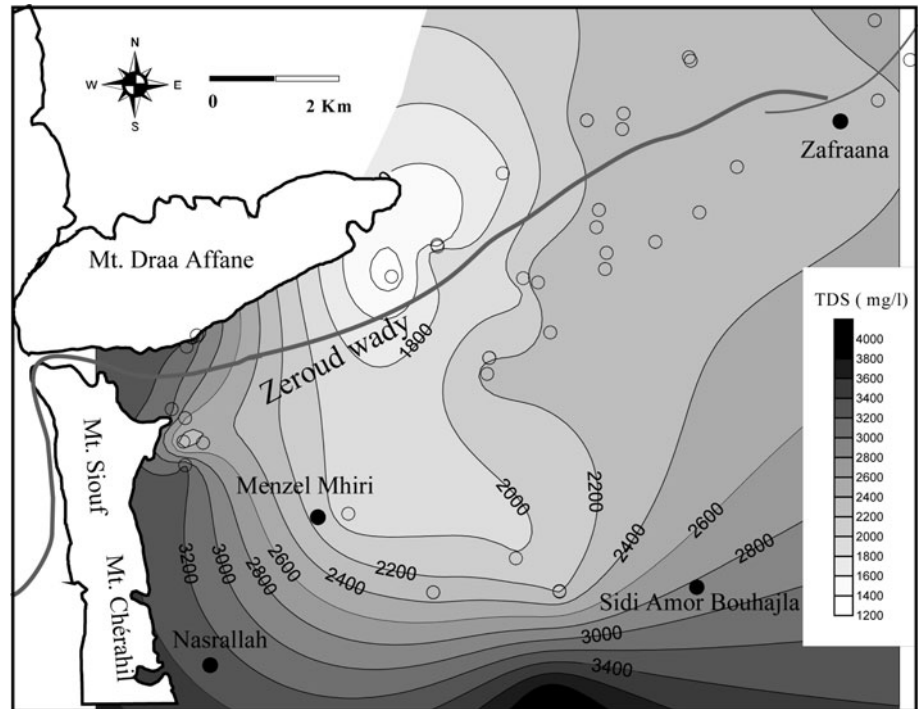 N
W E
S
0 2 Km
Zafraana
Mt. Draa Affane
TDS ( mg/l)
4000
3800
3600
3400
3200
3000
2800
2600
2400
2200
2000
1800
1600
1400
1200
Zeroud wady
1800
Mt. Siouf
Menzel Mhiri
2000
2200
2400
2600
2800
3200
3000
2800
2600
2400
2200
Mt. Chérahil
Sidi Amor Bouhajla
Nasrallah
3000
3400